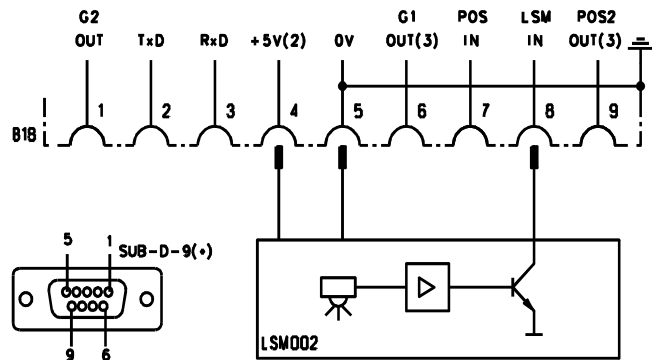 G2 G1 POS LSM POS2
OUT TxD RxD +5V(2) 0V OUT(3) IN IN OUT(3)
1 2 3 4 5 6 7 8 9
B18
5 1 SUB-D-9(+)
9 6
LSM002